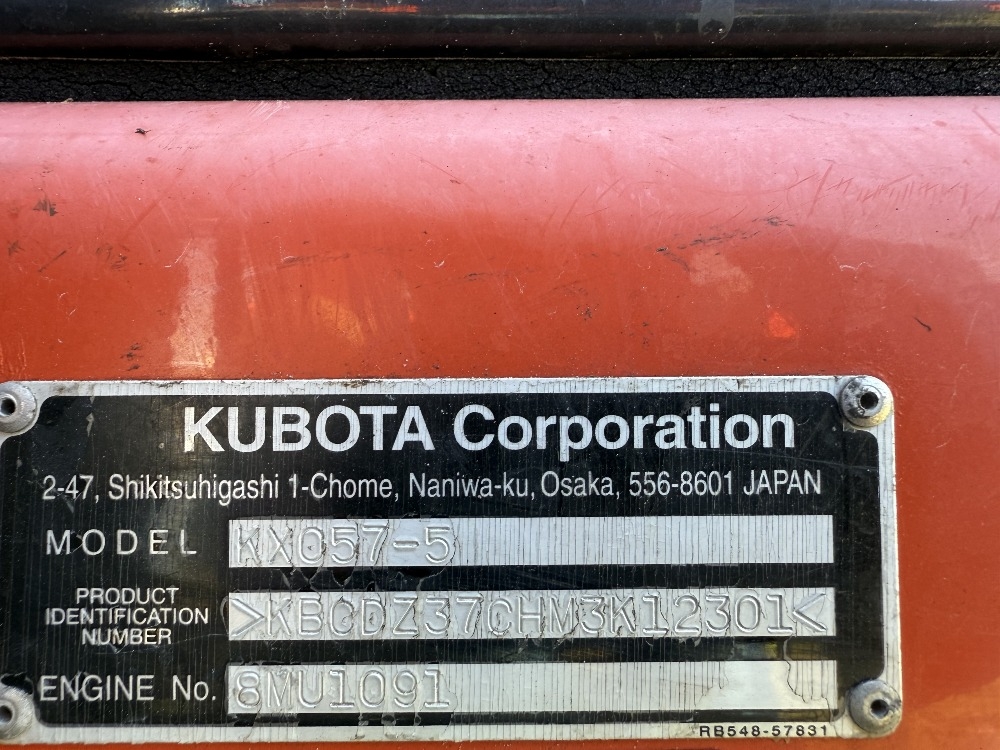 KUBOTA Corporation
2-47, Shikitsuhigashi 1-Chome, Naniwa-ku, Osaka, 556-8601 JAPAN
MODEL KX057-5
PRODUCT
IDENTIFICATION
NUMBER
>KBCDZ37CHM3K12301<
ENGINE No. 8MU1091
RB548-57831